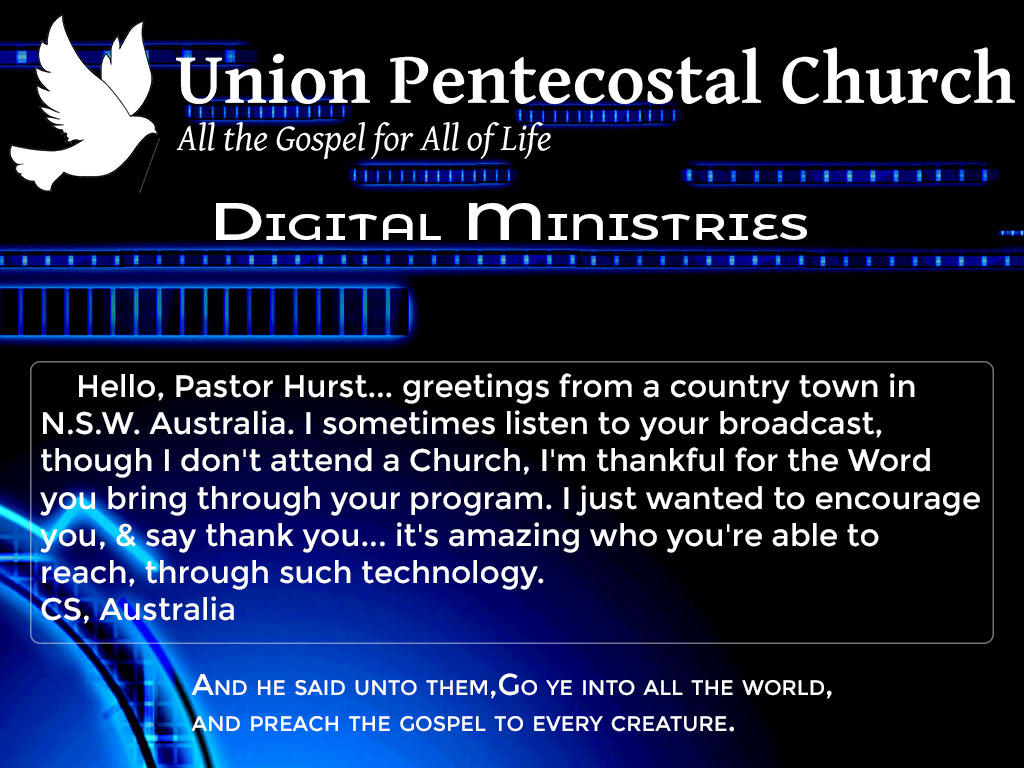 Union Pentecostal Church
All the Gospel for All of Life
Digital Ministries
Hello, Pastor Hurst... greetings from a country town in
N.S.W. Australia. I sometimes listen to your broadcast,
though I don't attend a Church, I'm thankful for the Word
you bring through your program. I just wanted to encourage
you, & say thank you... it's amazing who you're able to
reach, through such technology.
CS, Australia
And he said unto them,Go ye into all the world,
and preach the gospel to every creature.